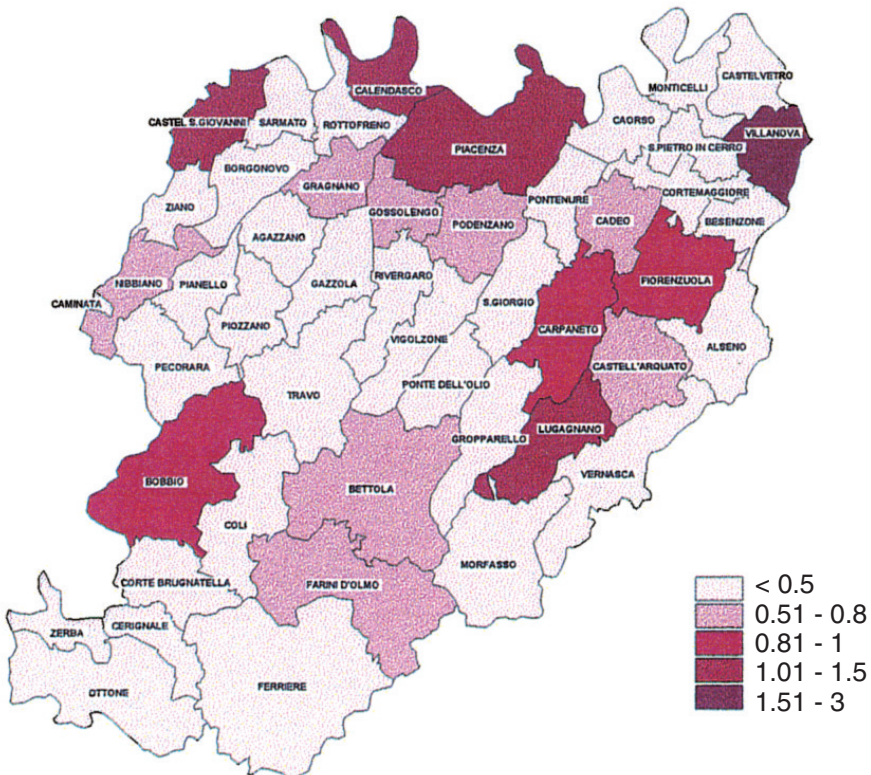 CALENDASCO
MONTICELLI
CASTELVETRO
CASTEL S.GIOVANNI
SARMATO
ROTTOFRENO
CAORSO
VILLANOVA
PIACENZA
S.PIETRO IN CERRO
BORGONOVO
GRAGNANO
ZIANO
GOSSOLENGO
PODENZANO
PONTENURE
CADEO
CORTEMAGGIORE
BESENZONE
AGAZZANO
NIBBIANO
PIANELLO
GAZZOLA
RIVERGARO
FIORENZUOLA
CAMINATA
S.GIORGIO
PIOZZANO
VIGOLZONE
CARPANETO
ALSENO
PECORARA
TRAVO
PONTE DELL'OLIO
CASTELL'ARQUATO
GROPPARELLO
LUGAGNANO
VERNASCA
BOBBIO
BETTOLA
COLI
MORFASSO
CORTE BRUGNATELLA
FARINI D'OLMO
ZERBA
CERIGNALE
OTTONE
FERRIERE
< 0.5
0.51 - 0.8
0.81 - 1
1.01 - 1.5
1.51 - 3